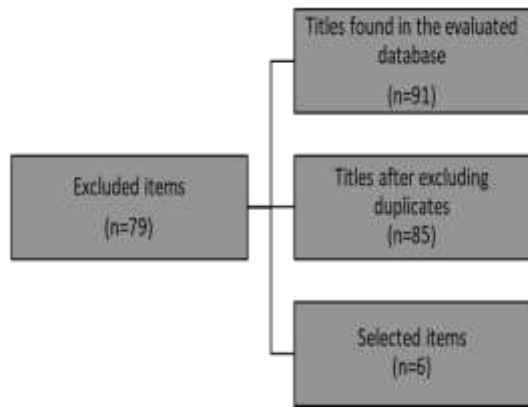 Titles found in the evaluated
database
(n=91)
Excluded items
(n=79)
Titles after excluding
duplicates
(n=85)
Selected items
(n=6)